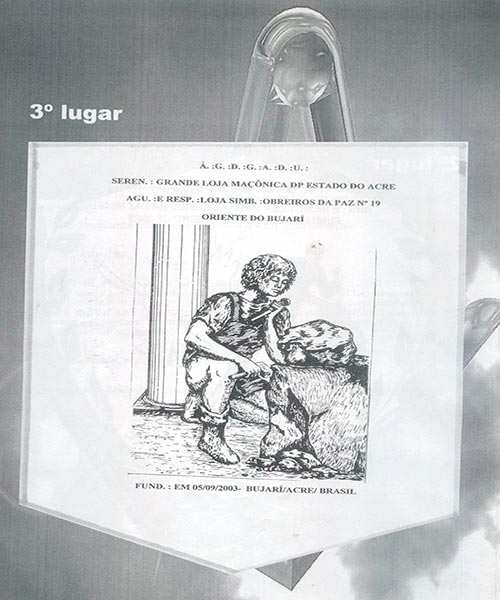 3º lugar
À. :G. :D. :G. :A. :D. :U. :
SEREN. : GRANDE LOJA MAÇÔNICA DP ESTADO DO ACRE
AGU. :E RESP. :LOJA SIMB. :OBREIROS DA PAZ Nº 19
ORIENTE DO BUJARÍ
FUND. : EM 05/09/2003- BUJARÍ/ACRE/ BRASIL